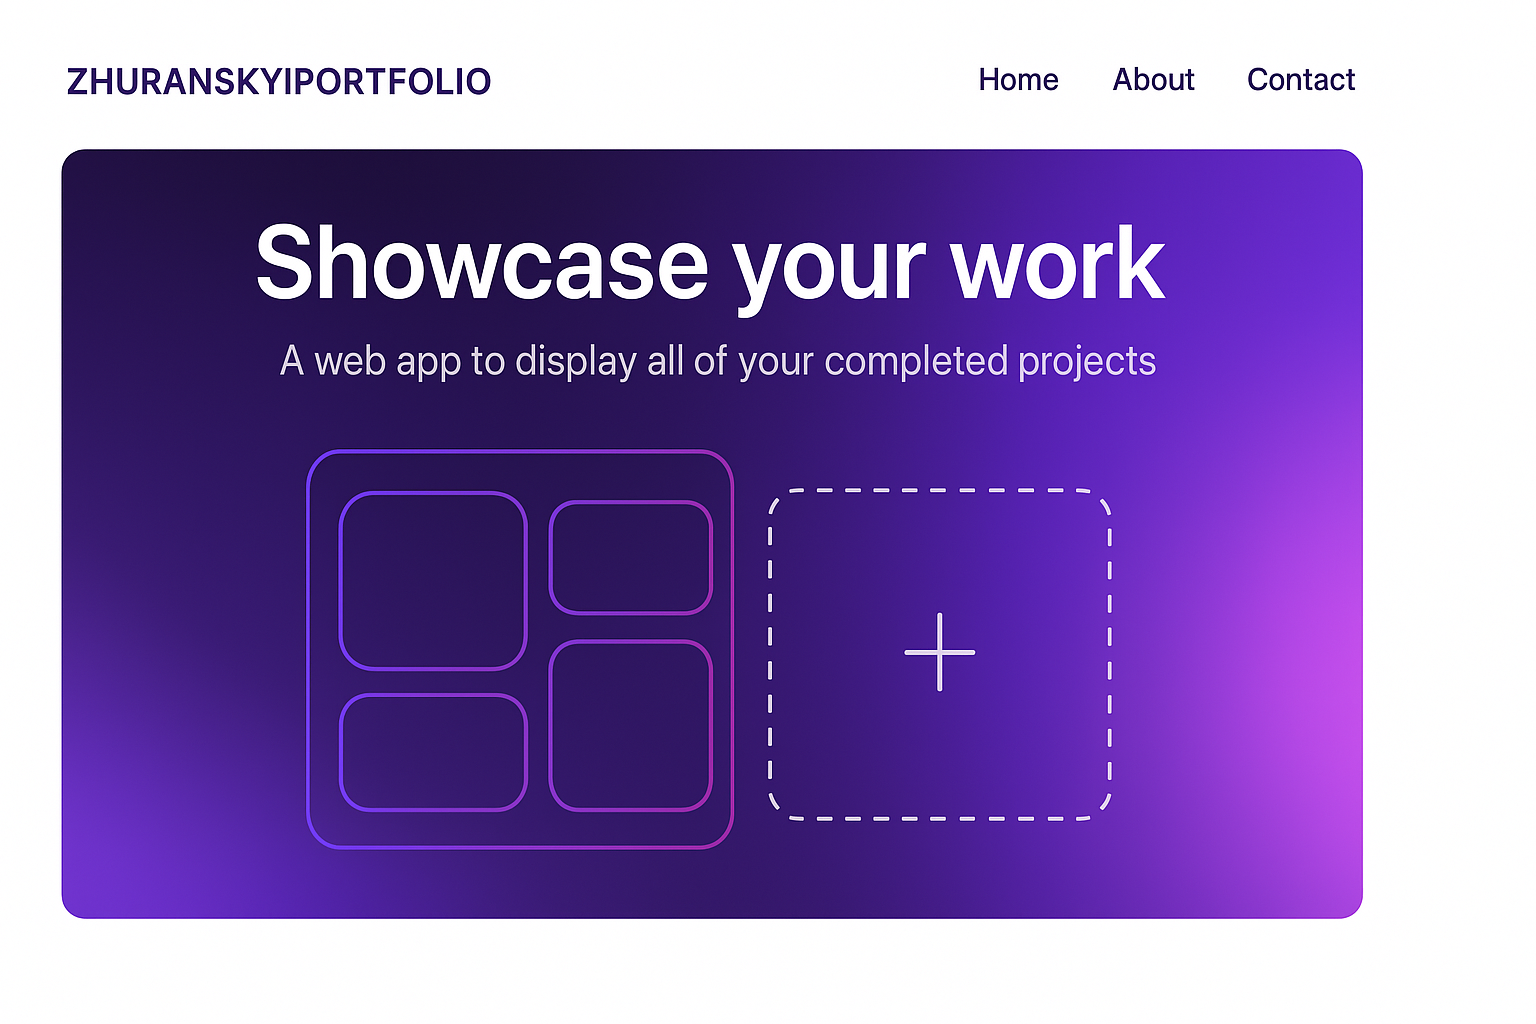 ZHURANSKYIPORTFOLIO
Home About Contact
Showcase your work
A web app to display all of your completed projects